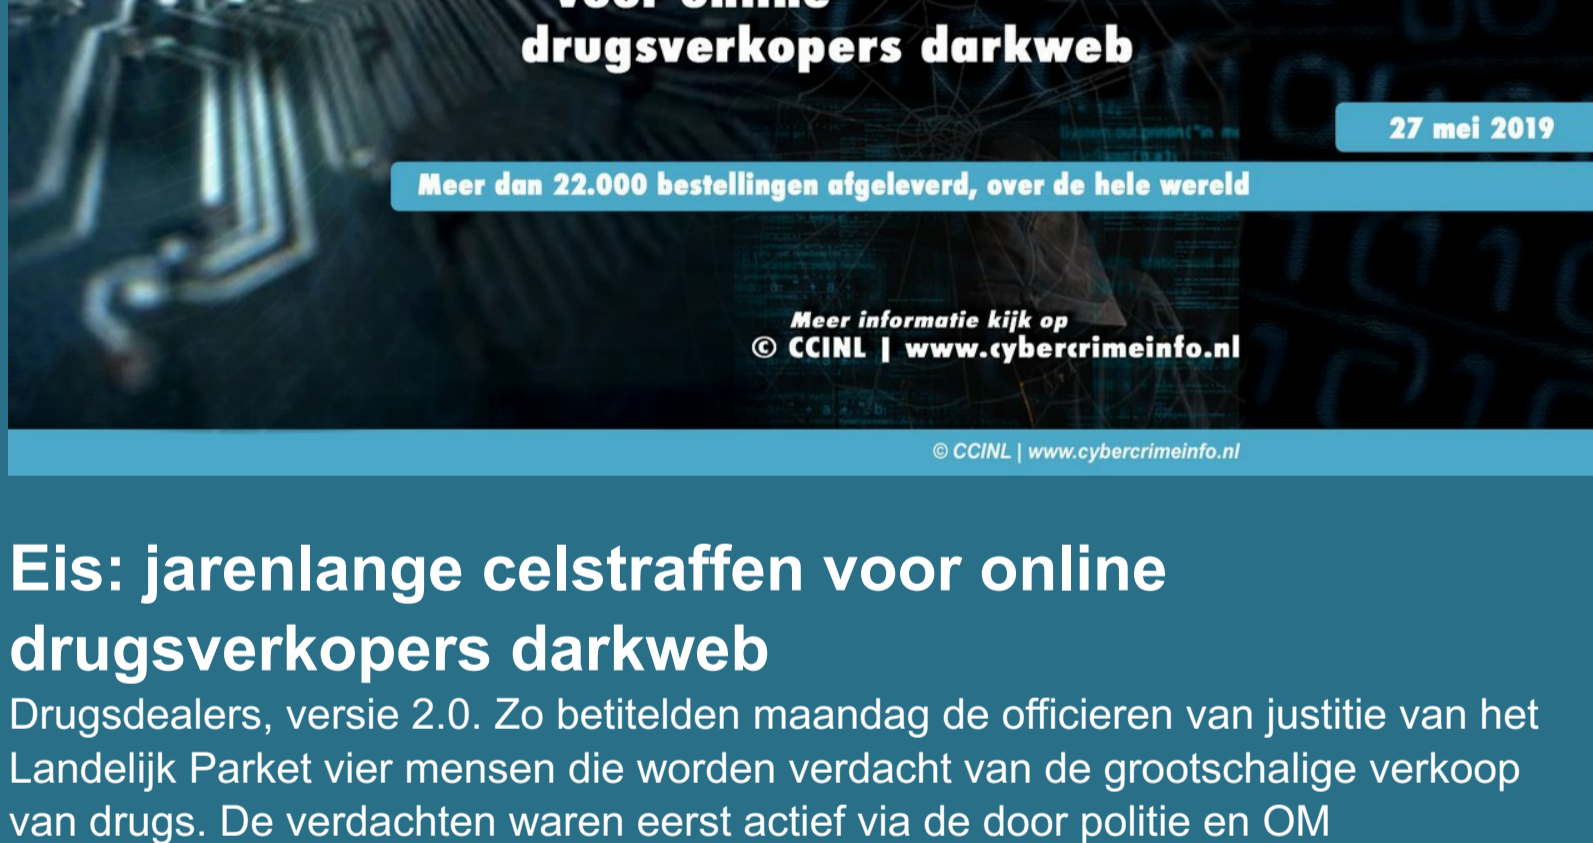 voor online
drugsverkopers darkweb
27 mei 2019
Meer dan 22.000 bestellingen afgeleverd, over de hele wereld
Meer informatie kijk op
© CCINL | www.cybercrimeinfo.nl
© CCINL | www.cybercrimeinfo.nl
Eis: jarenlange celstraffen voor online
drugsverkopers darkweb
Drugsdealers, versie 2.0. Zo betitelden maandag de officieren van justitie van het
Landelijk Parket vier mensen die worden verdacht van de grootschalige verkoop
van drugs. De verdachten waren eerst actief via de door politie en OM